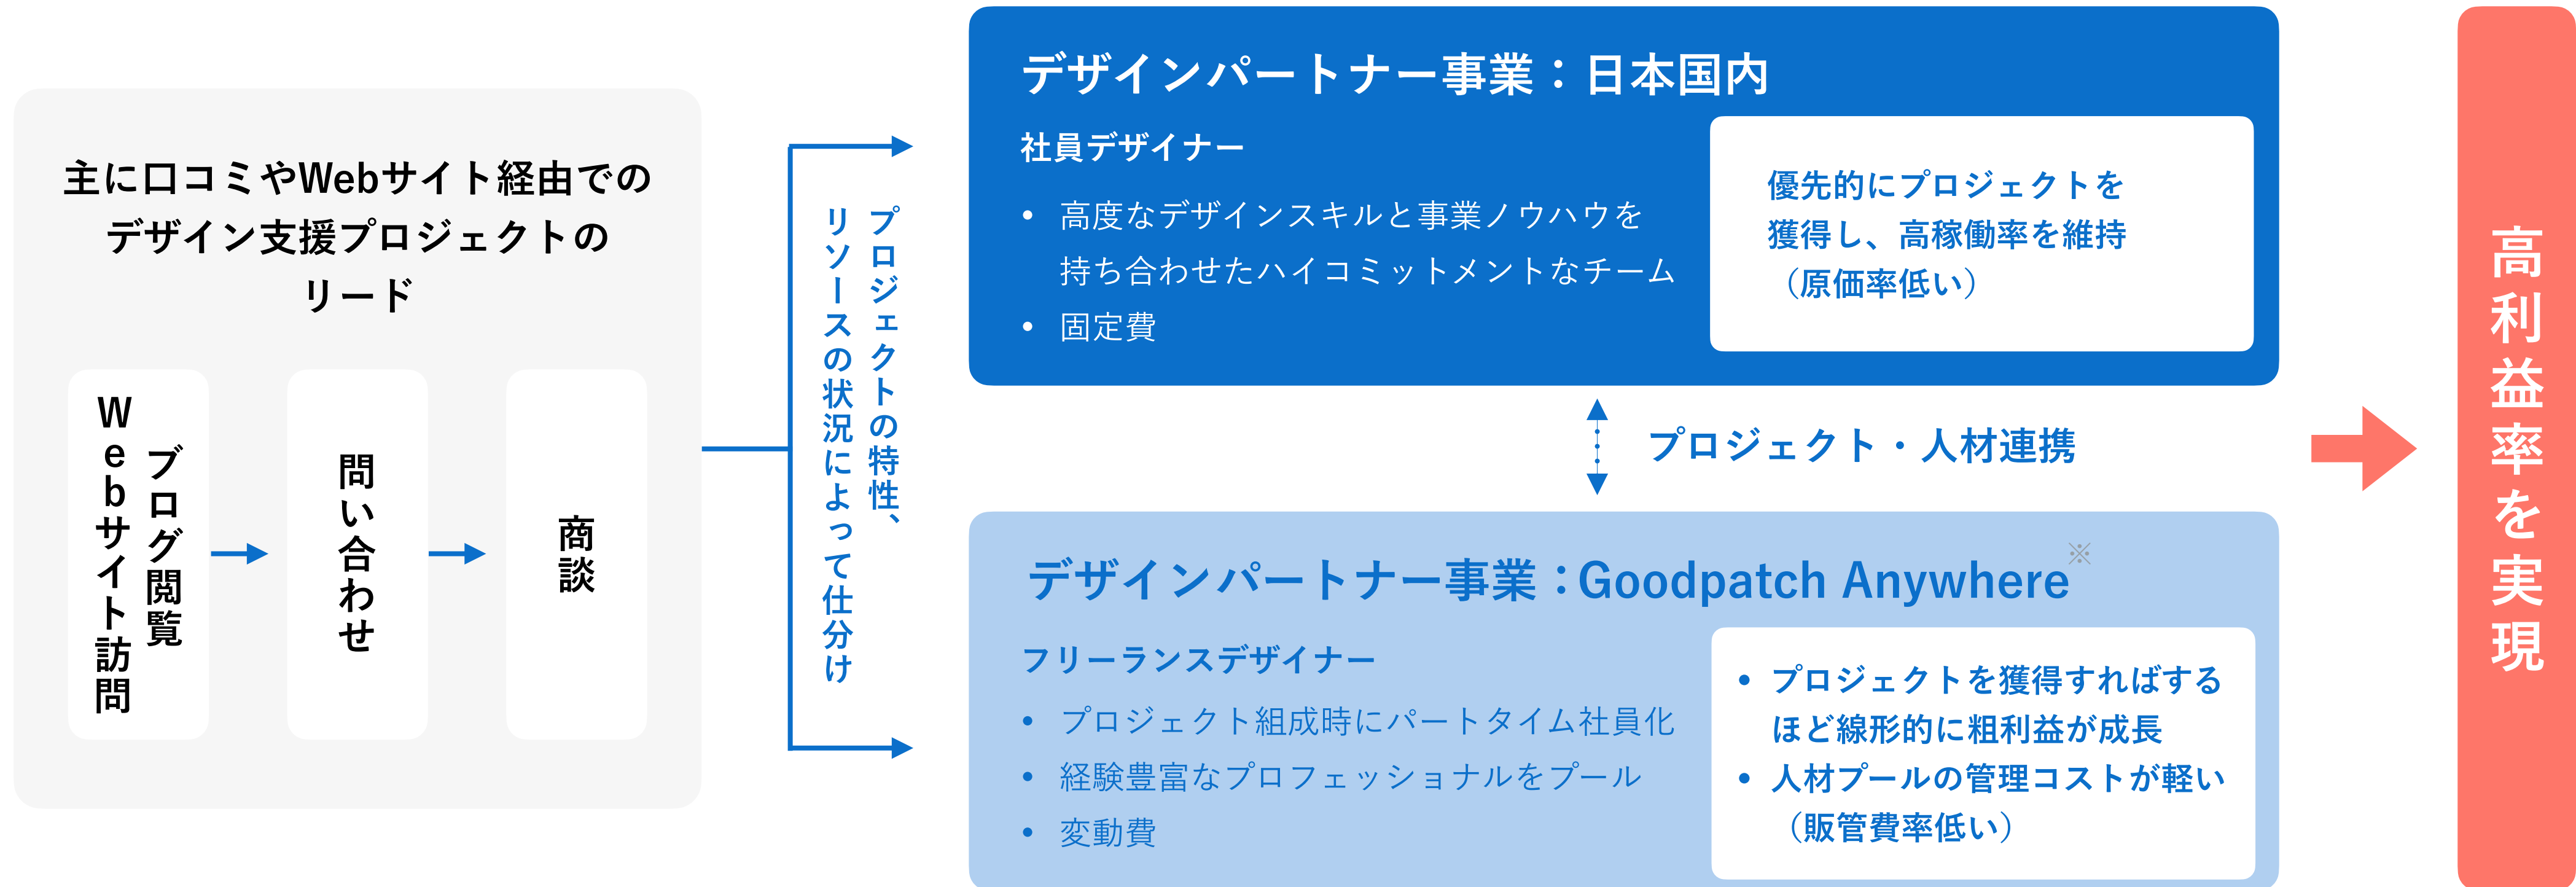 主に口コミやWebサイト経由での
デザイン支援プロジェクトの
リード
ブログ閲覧
Webサイト訪問
問い合わせ
商談
プロジェクトの特性、
リソースの状況によって仕分け
デザインパートナー事業：日本国内
社員デザイナー
• 高度なデザインスキルと事業ノウハウを
持ち合わせたハイコミットメントなチーム
• 固定費
優先的にプロジェクトを
獲得し、高稼働率を維持
（原価率低い）
プロジェクト・人材連携
デザインパートナー事業：Goodpatch Anywhere※
フリーランスデザイナー
• プロジェクト組成時にパートタイム社員化
• 経験豊富なプロフェッショナルをプール
• 変動費
• プロジェクトを獲得すればする
ほど線形的に粗利益が成長
• 人材プールの管理コストが軽い
（販管費率低い）
高利益率を実現